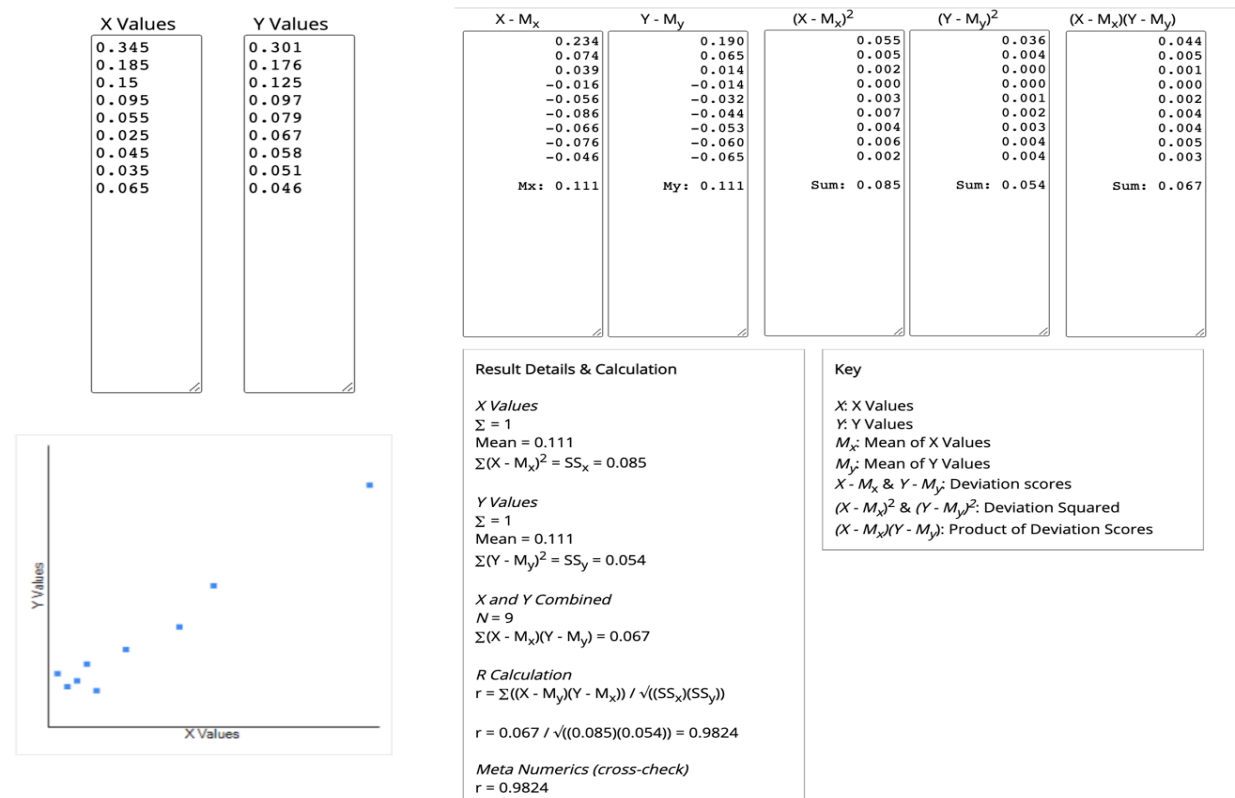 X Values
0.345
0.185
0.15
0.095
0.055
0.025
0.045
0.035
0.065
Y Values
0.301
0.176
0.125
0.097
0.079
0.067
0.058
0.051
0.046
Y Values
X Values
X - Mx
0.234
0.074
0.039
-0.016
-0.056
-0.086
-0.066
-0.076
-0.046
Mx: 0.111
Y - My
0.190
0.065
0.014
-0.014
-0.032
-0.044
-0.053
-0.060
-0.065
My: 0.111
(X - Mx)2
0.055
0.005
0.002
0.000
0.003
0.007
0.004
0.006
0.002
Sum: 0.085
(Y - My)2
0.036
0.004
0.000
0.000
0.001
0.002
0.003
0.004
0.004
Sum: 0.054
(X - Mx)(Y - My)
0.044
0.005
0.001
0.000
0.002
0.004
0.004
0.005
0.003
Sum: 0.067
Result Details & Calculation
X Values
Σ = 1
Mean = 0.111
Σ(X - Mx)2 = SSx = 0.085
Y Values
Σ = 1
Mean = 0.111
Σ(Y - My)2 = SSy = 0.054
X and Y Combined
N = 9
Σ(X - Mx)(Y - My) = 0.067
R Calculation
r = Σ((X - My)(Y - Mx)) / √((SSx)(SSy))
r = 0.067 / √((0.085)(0.054)) = 0.9824
Meta Numerics (cross-check)
r = 0.9824
Key
X: X Values
Y: Y Values
Mx: Mean of X Values
My: Mean of Y Values
X - Mx & Y - My: Deviation scores
(X - Mx)2 & (Y - My)2: Deviation Squared
(X - Mx)(Y - My): Product of Deviation Scores